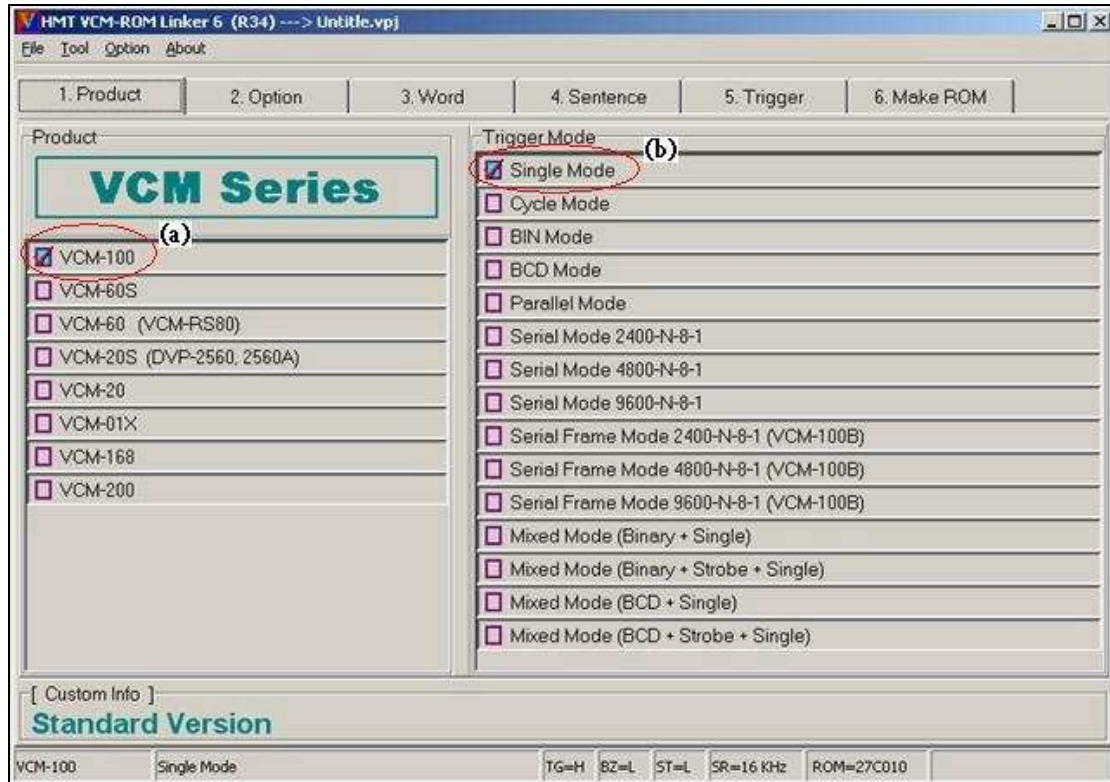 HMT VCM-ROM Linker 6 (R34) ---> Untitle.vpj
File Tool Option About
1. Product
2. Option
3. Word
4. Sentence
5. Trigger
6. Make ROM
Product
VCM Series
(a)
VCM-100
VCM-60S
VCM-60 (VCM-RS80)
VCM-20S (DVP-2560, 2560A)
VCM-20
VCM-01X
VCM-168
VCM-200
Trigger Mode
(b)
Single Mode
Cycle Mode
BIN Mode
BCD Mode
Parallel Mode
Serial Mode 2400-N-8-1
Serial Mode 4800-N-8-1
Serial Mode 9600-N-8-1
Serial Frame Mode 2400-N-8-1 (VCM-100B)
Serial Frame Mode 4800-N-8-1 (VCM-100B)
Serial Frame Mode 9600-N-8-1 (VCM-100B)
Mixed Mode (Binary + Single)
Mixed Mode (Binary + Strobe + Single)
Mixed Mode (BCD + Single)
Mixed Mode (BCD + Strobe + Single)
[ Custom Info ]
Standard Version
VCM-100
Single Mode
TG=H
BZ=L
ST=L
SR=16 KHz
ROM=27C010